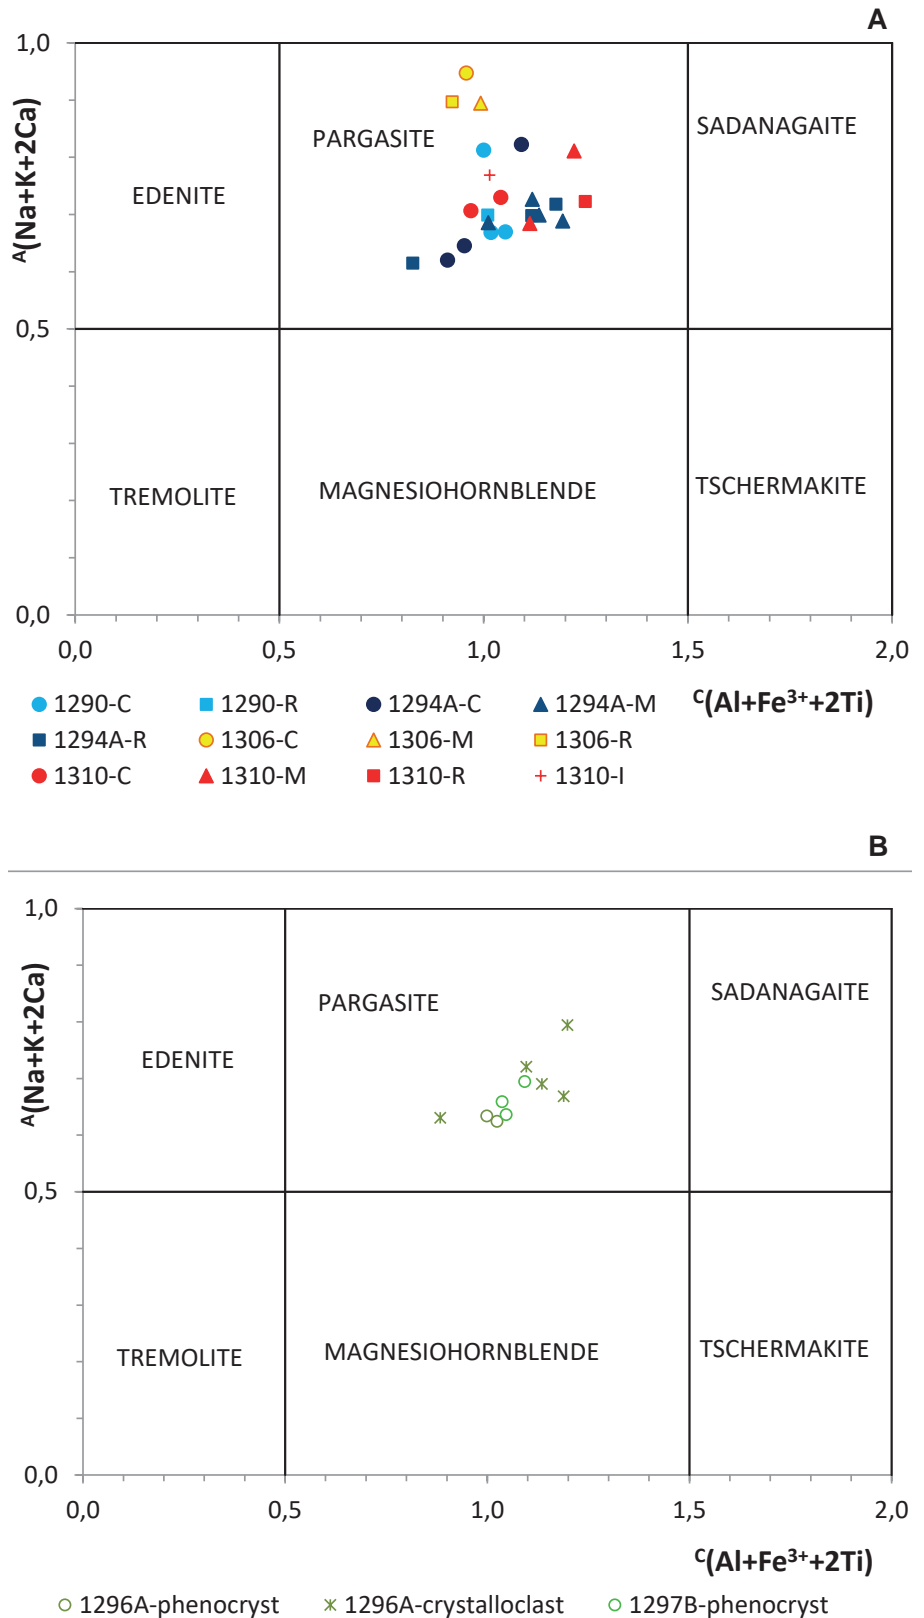 A
1,0
ᴬ(Na+K+2Ca)
PARGASITE
SADANAGAITE
EDENITE
0,5
TREMOLITE
MAGNESIOHORNBLENDE
TSCHERMAKITE
0,0
0,0 0,5 1,0 1,5 2,0
ᶜ(Al+Fe³⁺+2Ti)
1290-C 1290-R 1294A-C 1294A-M
1294A-R 1306-C 1306-M 1306-R
1310-C 1310-M 1310-R 1310-I
B
1,0
ᴬ(Na+K+2Ca)
PARGASITE
SADANAGAITE
EDENITE
0,5
TREMOLITE
MAGNESIOHORNBLENDE
TSCHERMAKITE
0,0
0,0 0,5 1,0 1,5 2,0
ᶜ(Al+Fe³⁺+2Ti)
1296A-phenocryst 1296A-crystalloclast 1297B-phenocryst